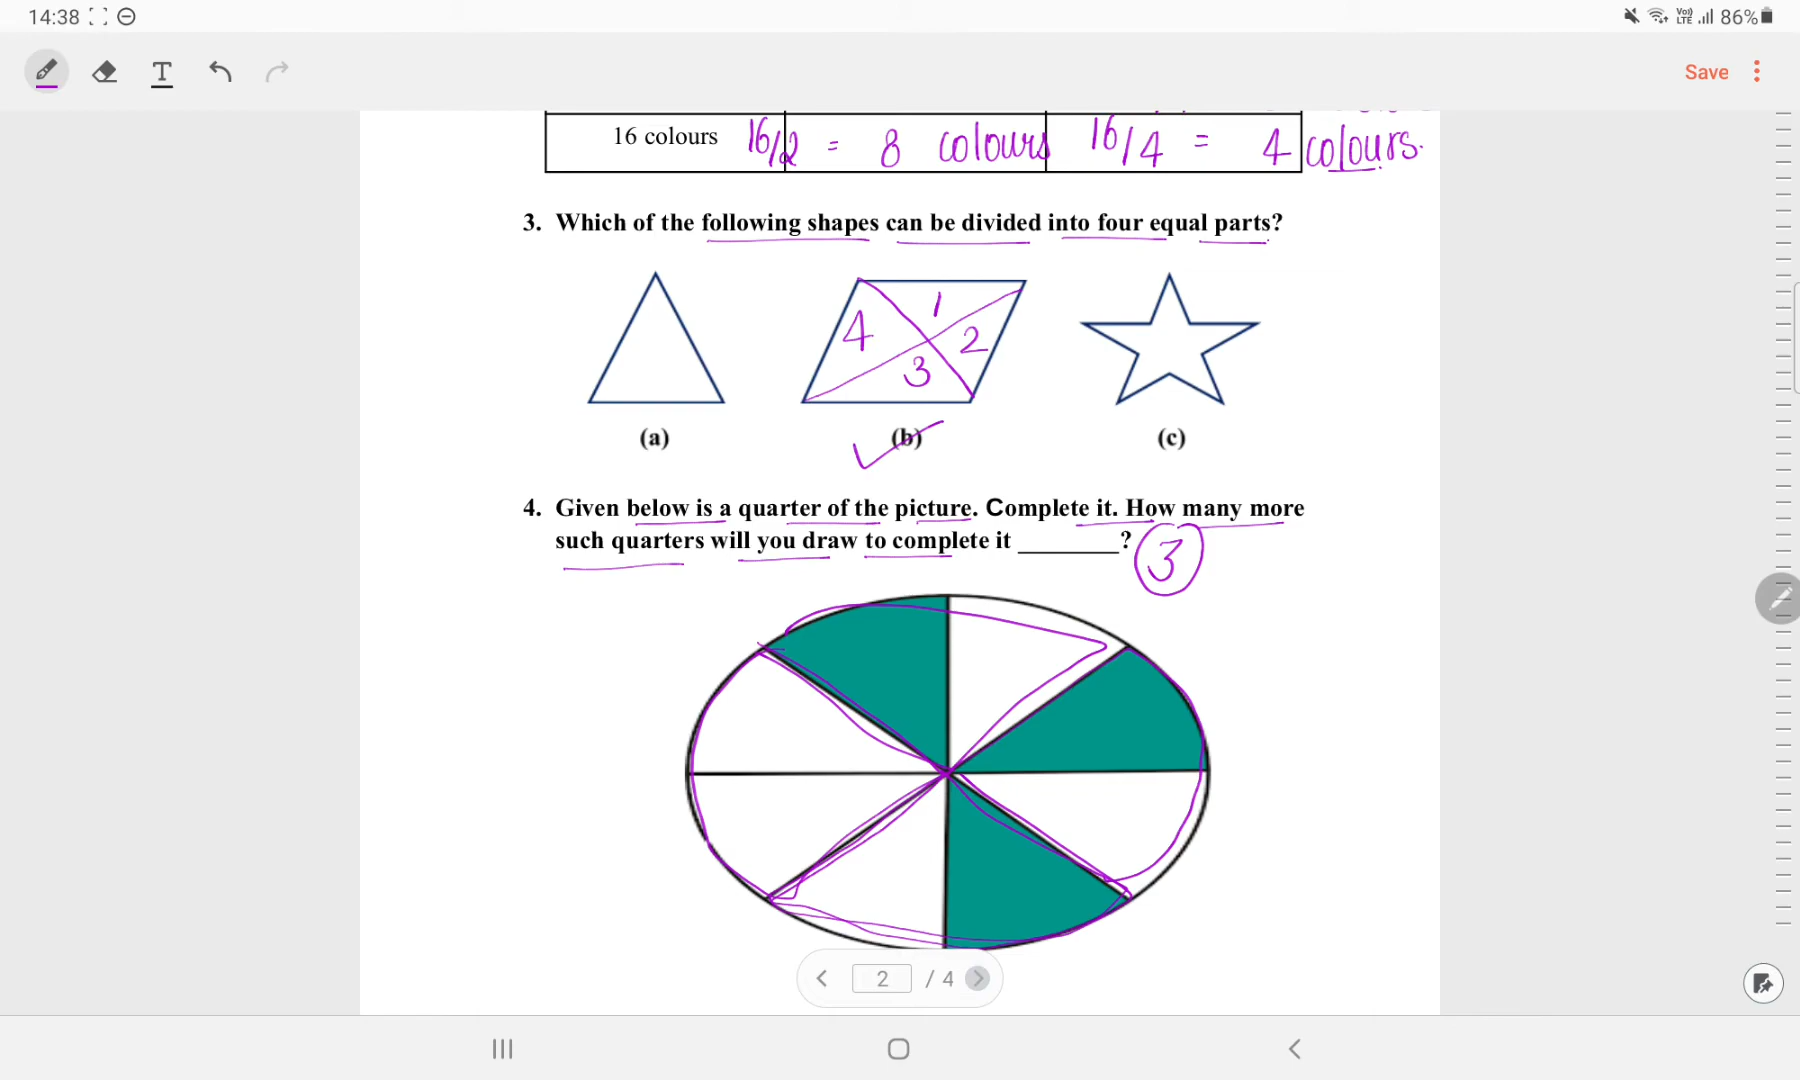 14:38
86%
Save
16 colours 16/2 = 8 colours 16/4 = 4 colours.
3. Which of the following shapes can be divided into four equal parts?
4 1 2 3
(a) (b) (c)
4. Given below is a quarter of the picture. Complete it. How many more
such quarters will you draw to complete it ________? 3
2 / 4